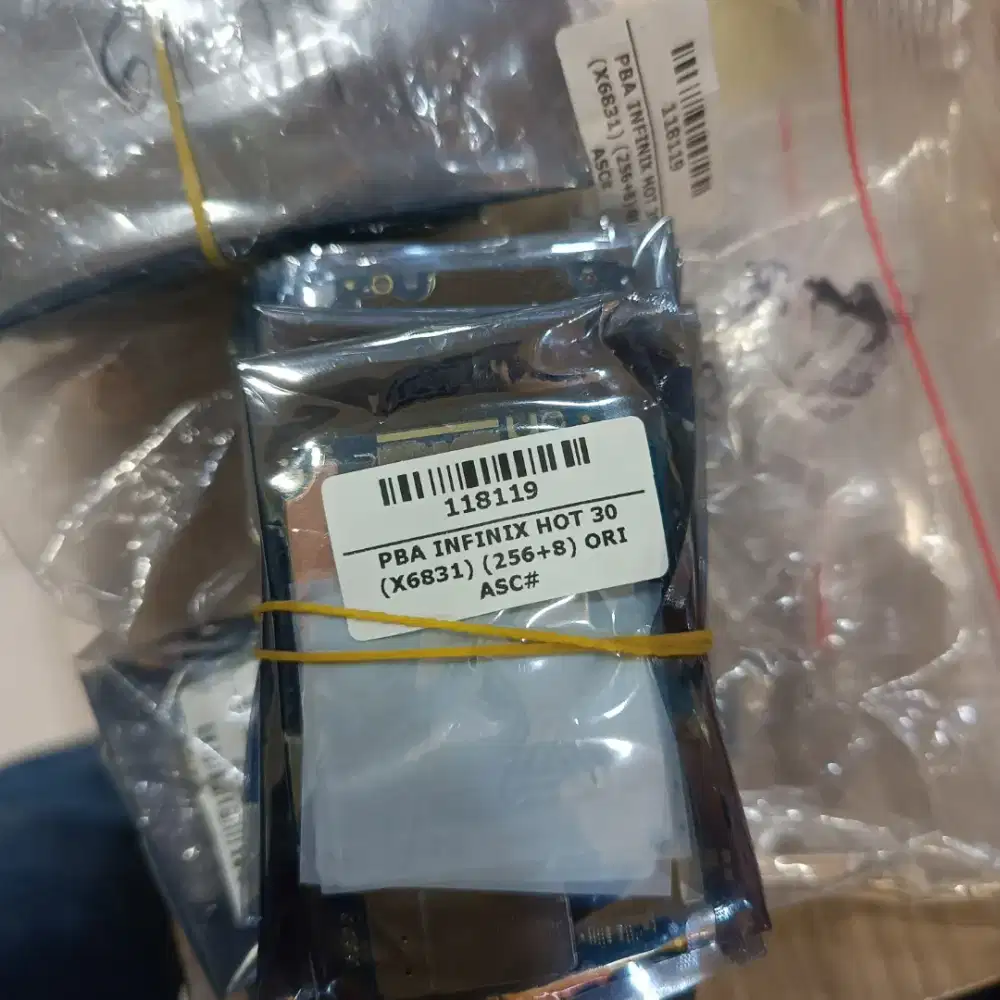 118119
PBA INFINIX HOT 30
(X6831) (256+8) ORI
ASC#
118119
PBA INFINIX HOT
(X6831) (256+8)
ASC#